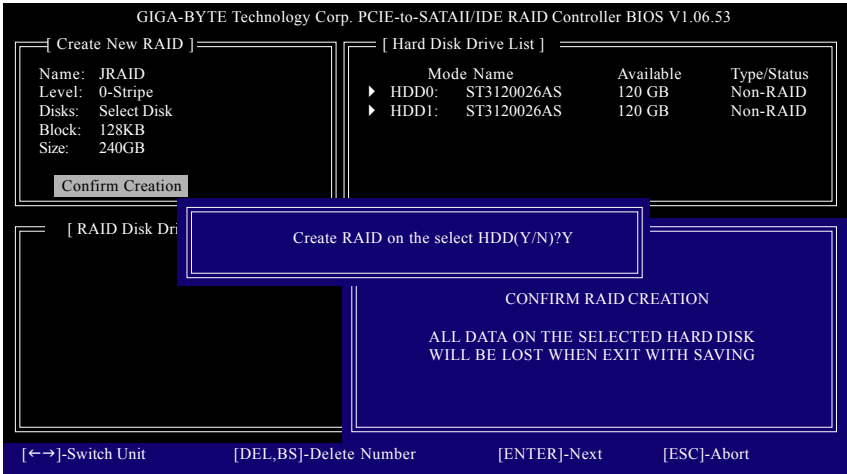 GIGA-BYTE Technology Corp. PCIE-to-SATAII/IDE RAID Controller BIOS V1.06.53
[ Create New RAID ]
Name: JRAID
Level: 0-Stripe
Disks: Select Disk
Block: 128KB
Size: 240GB
Confirm Creation
[ Hard Disk Drive List ]
Mode Name Available Type/Status
HDD0: ST3120026AS 120 GB Non-RAID
HDD1: ST3120026AS 120 GB Non-RAID
[ RAID Disk Dri
Create RAID on the select HDD(Y/N)?Y
CONFIRM RAID CREATION
ALL DATA ON THE SELECTED HARD DISK
WILL BE LOST WHEN EXIT WITH SAVING
[←→]-Switch Unit [DEL,BS]-Delete Number [ENTER]-Next [ESC]-Abort